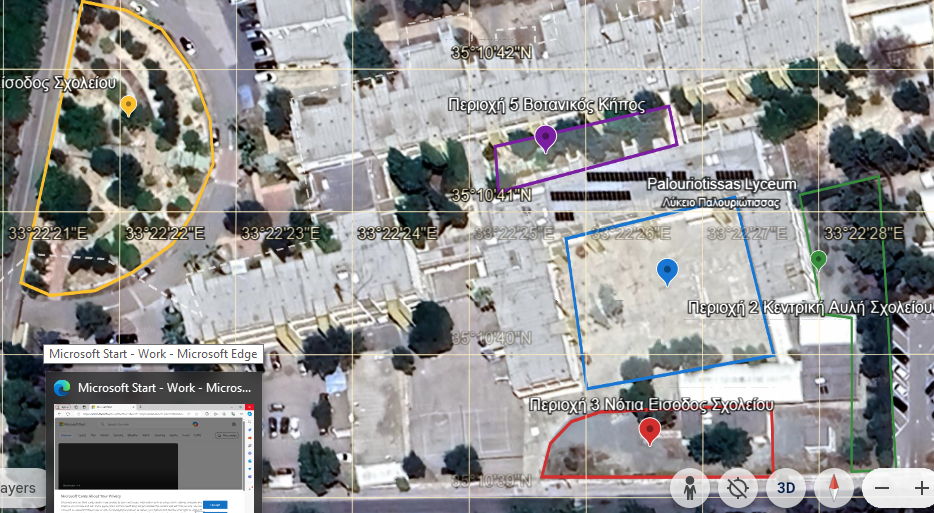 35°10'42"N
ίσοδος Σχολείου
Περιοχή 5 Βοτανικός Κήπος
35°10'41"N
Palouriotissas Lyceum
Λύκειο Παλουριώτισσας
33°22'21"E
33°22'22"E
33°22'23"E
33°22'24"E
33°22'25"E
33°22'26"E
33°22'27"E
33°22'28"E
Περιοχή 2 Κεντρική Αυλή Σχολείου
35°10'40"N
Microsoft Start - Work - Microsoft Edge
Microsoft Start - Work - Micros...
Περιοχή 3 Νότια Εισοδος Σχολείου
35°10'39"N
ayers
3D